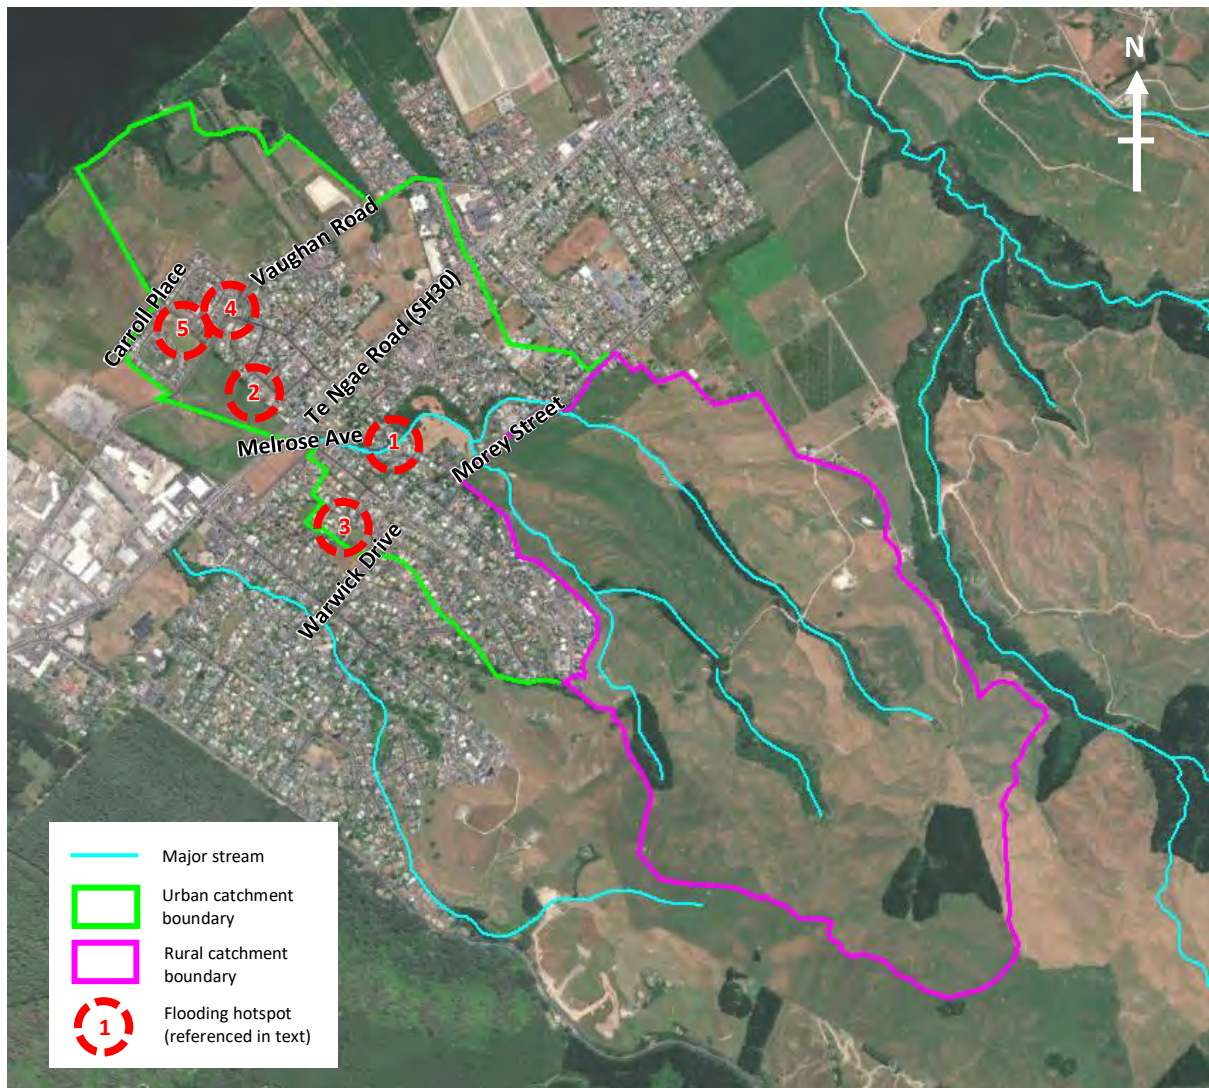 N
Vaughan Road
Carroll Place
4
5
Te Ngae Road (SH30)
2
Melrose Ave
1
Morey Street
3
Warwick Drive
Major stream
Urban catchment
boundary
Rural catchment
boundary
1
Flooding hotspot
(referenced in text)